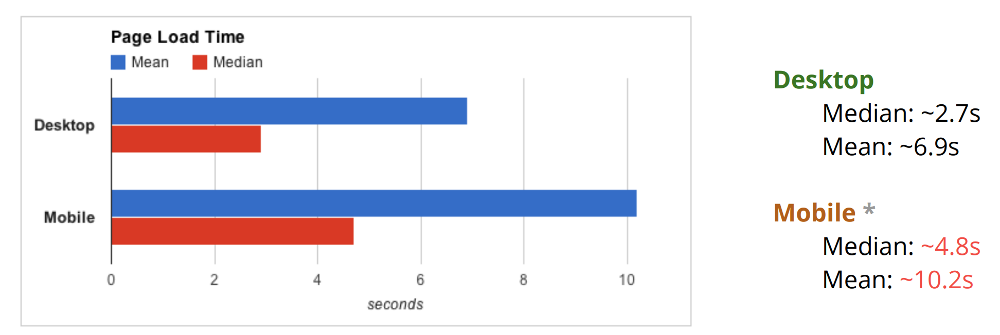 Page Load Time
Mean Median
Desktop
Mobile
0 2 4 6 8 10
seconds
Desktop
Median: ~2.7s
Mean: ~6.9s
Mobile *
Median: ~4.8s
Mean: ~10.2s